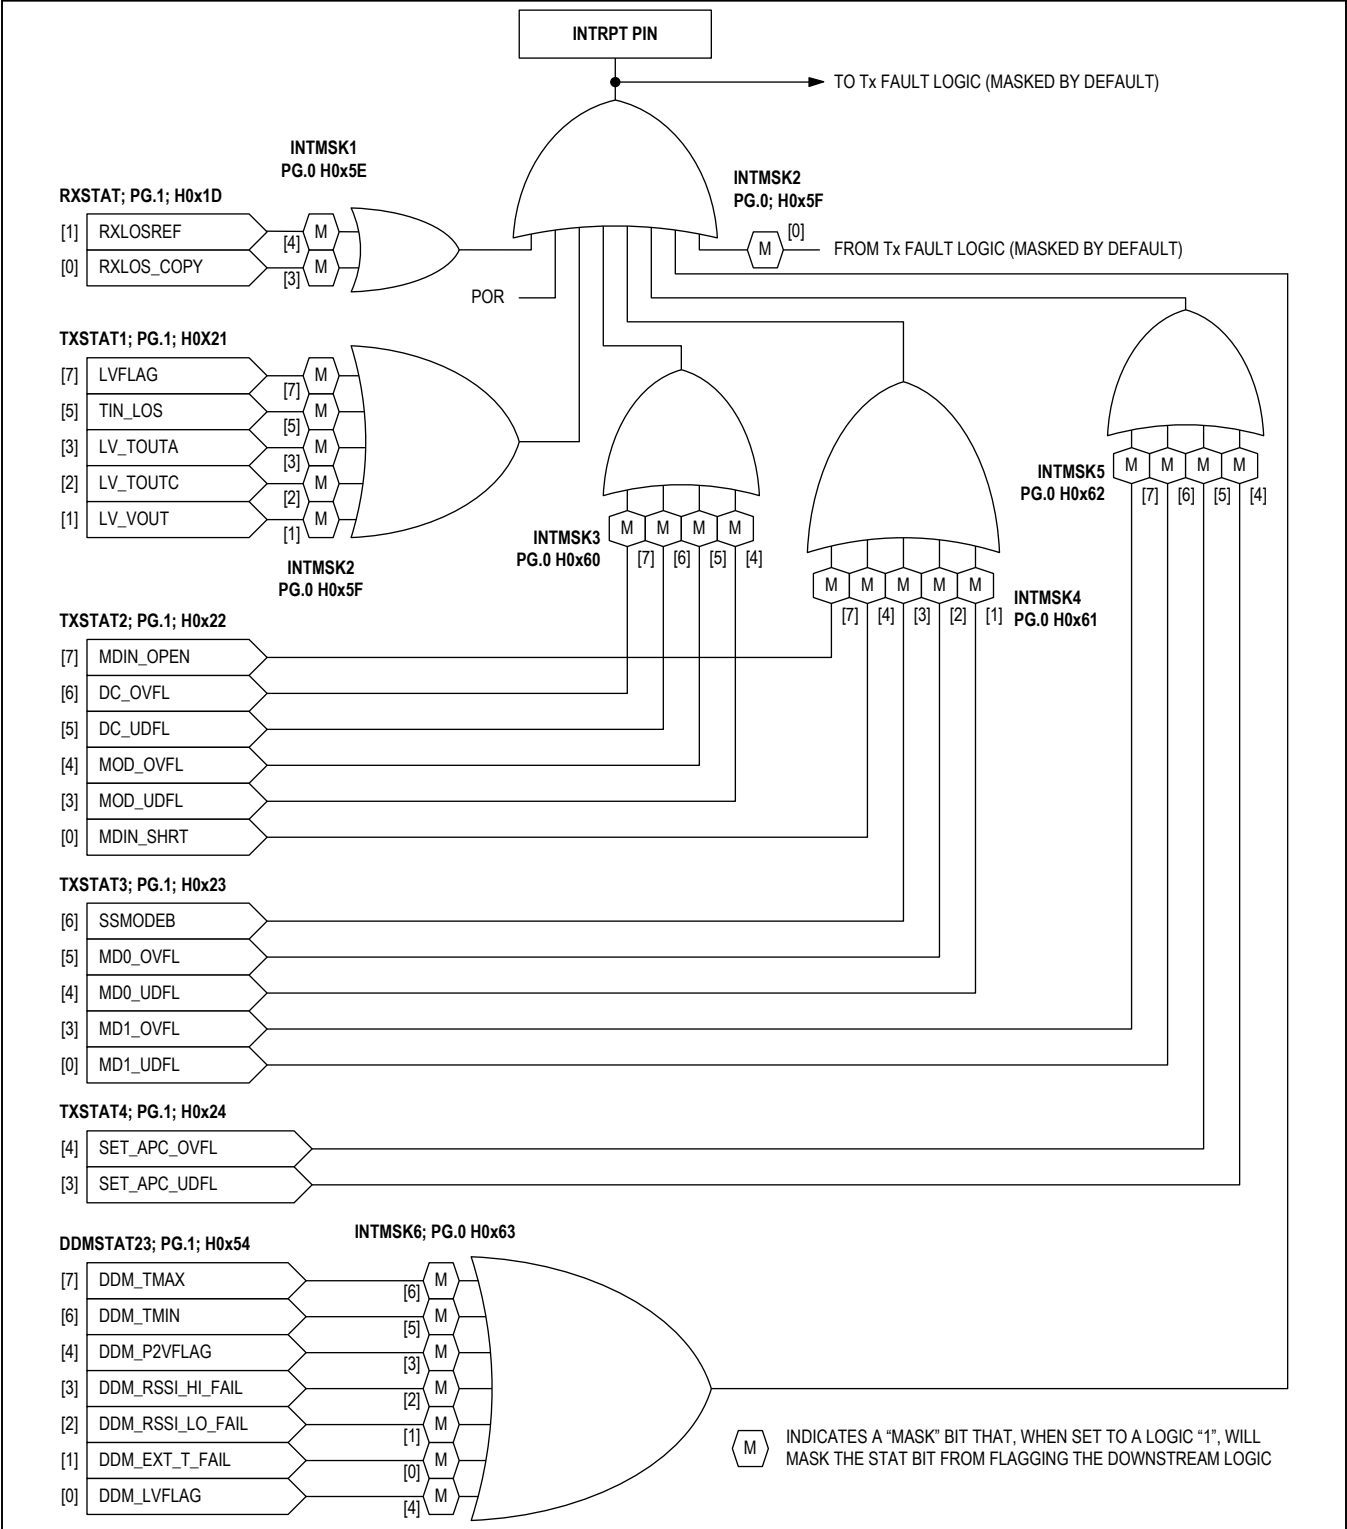 INTRPT PIN
TO Tx FAULT LOGIC (MASKED BY DEFAULT)
INTMSK1
PG.0 H0x5E
INTMSK2
PG.0; H0x5F
[0]
M
FROM Tx FAULT LOGIC (MASKED BY DEFAULT)
RXSTAT; PG.1; H0x1D
[1] RXLOSREF [4] M
[0] RXLOS_COPY [3] M
POR
TXSTAT1; PG.1; H0X21
[7] LVFLAG [7] M
[5] TIN_LOS [5] M
[3] LV_TOUTA [3] M
[2] LV_TOUTC [2] M
[1] LV_VOUT [1] M
INTMSK2
PG.0 H0x5F
INTMSK3
PG.0 H0x60
M M M M
[7] [6] [5] [4]
M M M M M
[7] [4] [3] [2] [1]
INTMSK4
PG.0 H0x61
INTMSK5
PG.0 H0x62
M M M M
[7] [6] [5] [4]
TXSTAT2; PG.1; H0x22
[7] MDIN_OPEN
[6] DC_OVFL
[5] DC_UDFL
[4] MOD_OVFL
[3] MOD_UDFL
[0] MDIN_SHRT
TXSTAT3; PG.1; H0x23
[6] SSMODEB
[5] MD0_OVFL
[4] MD0_UDFL
[3] MD1_OVFL
[0] MD1_UDFL
TXSTAT4; PG.1; H0x24
[4] SET_APC_OVFL
[3] SET_APC_UDFL
DDMSTAT23; PG.1; H0x54
INTMSK6; PG.0 H0x63
[7] DDM_TMAX [6] M
[6] DDM_TMIN [5] M
[4] DDM_P2VFLAG [3] M
[3] DDM_RSSI_HI_FAIL [2] M
[2] DDM_RSSI_LO_FAIL [1] M
[1] DDM_EXT_T_FAIL [0] M
[0] DDM_LVFLAG [4] M
M
INDICATES A “MASK” BIT THAT, WHEN SET TO A LOGIC “1”, WILL
MASK THE STAT BIT FROM FLAGGING THE DOWNSTREAM LOGIC